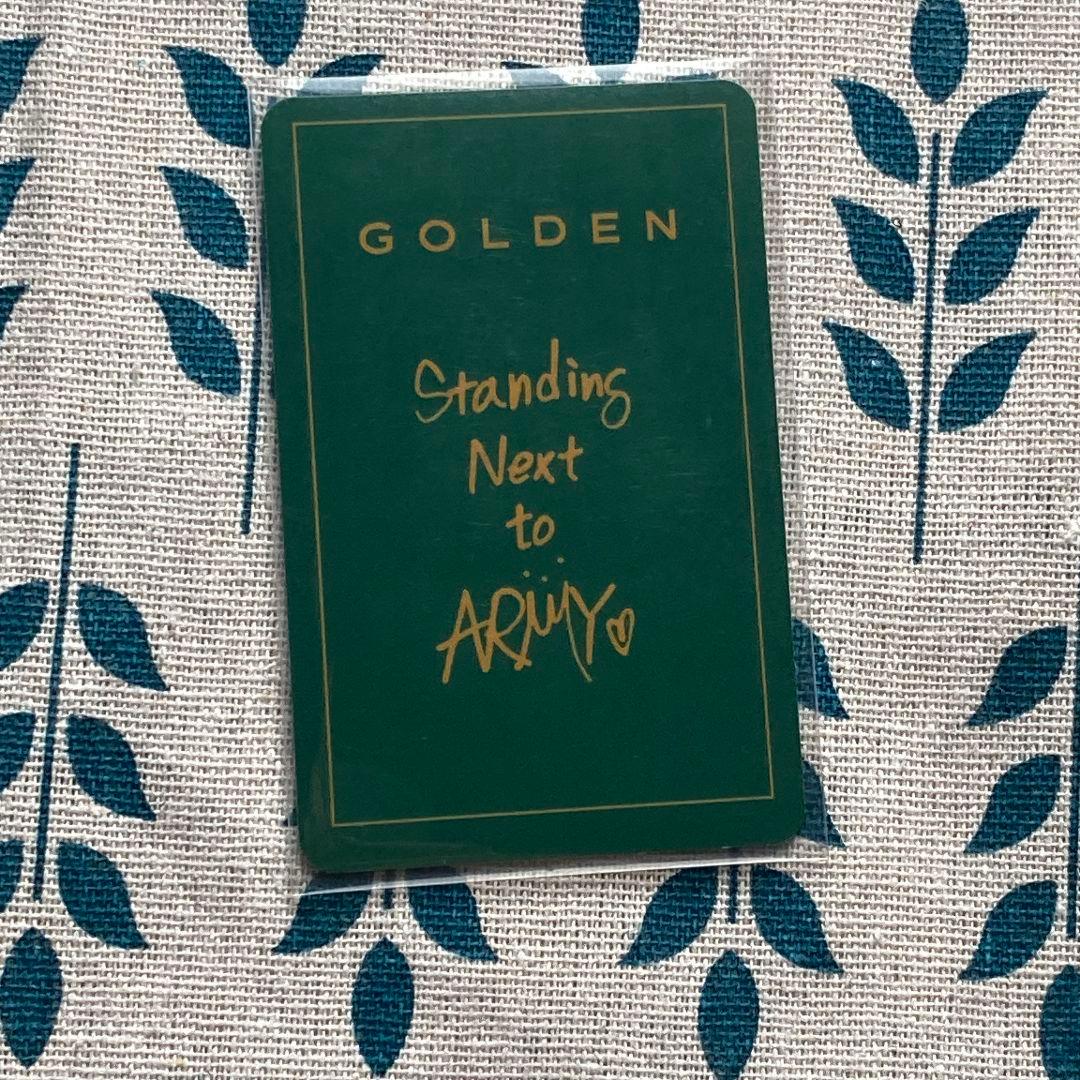 GOLDEN
Standing
Next
to
ARMY♡